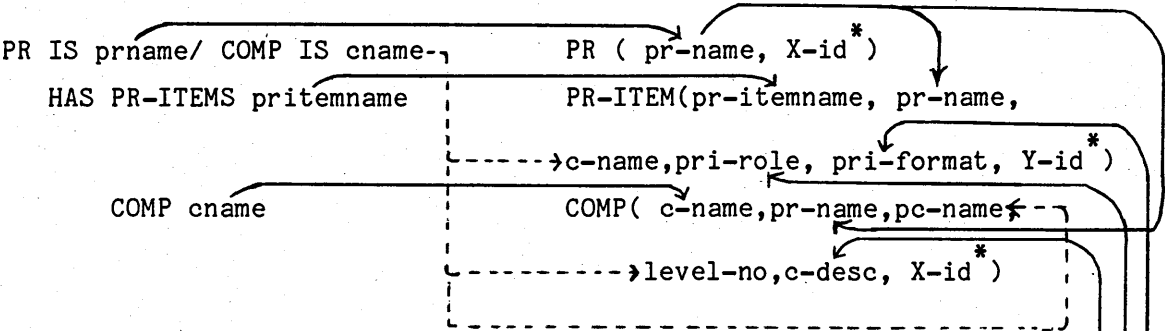 PR IS prname/ COMP IS cname PR ( pr-name, X-id*)
HAS PR-ITEMS pritemname PR-ITEM(pr-itemname, pr-name,
c-name,pri-role, pri-format, Y-id*)
COMP cname COMP( c-name,pr-name,pc-name,
level-no,c-desc, X-id*)